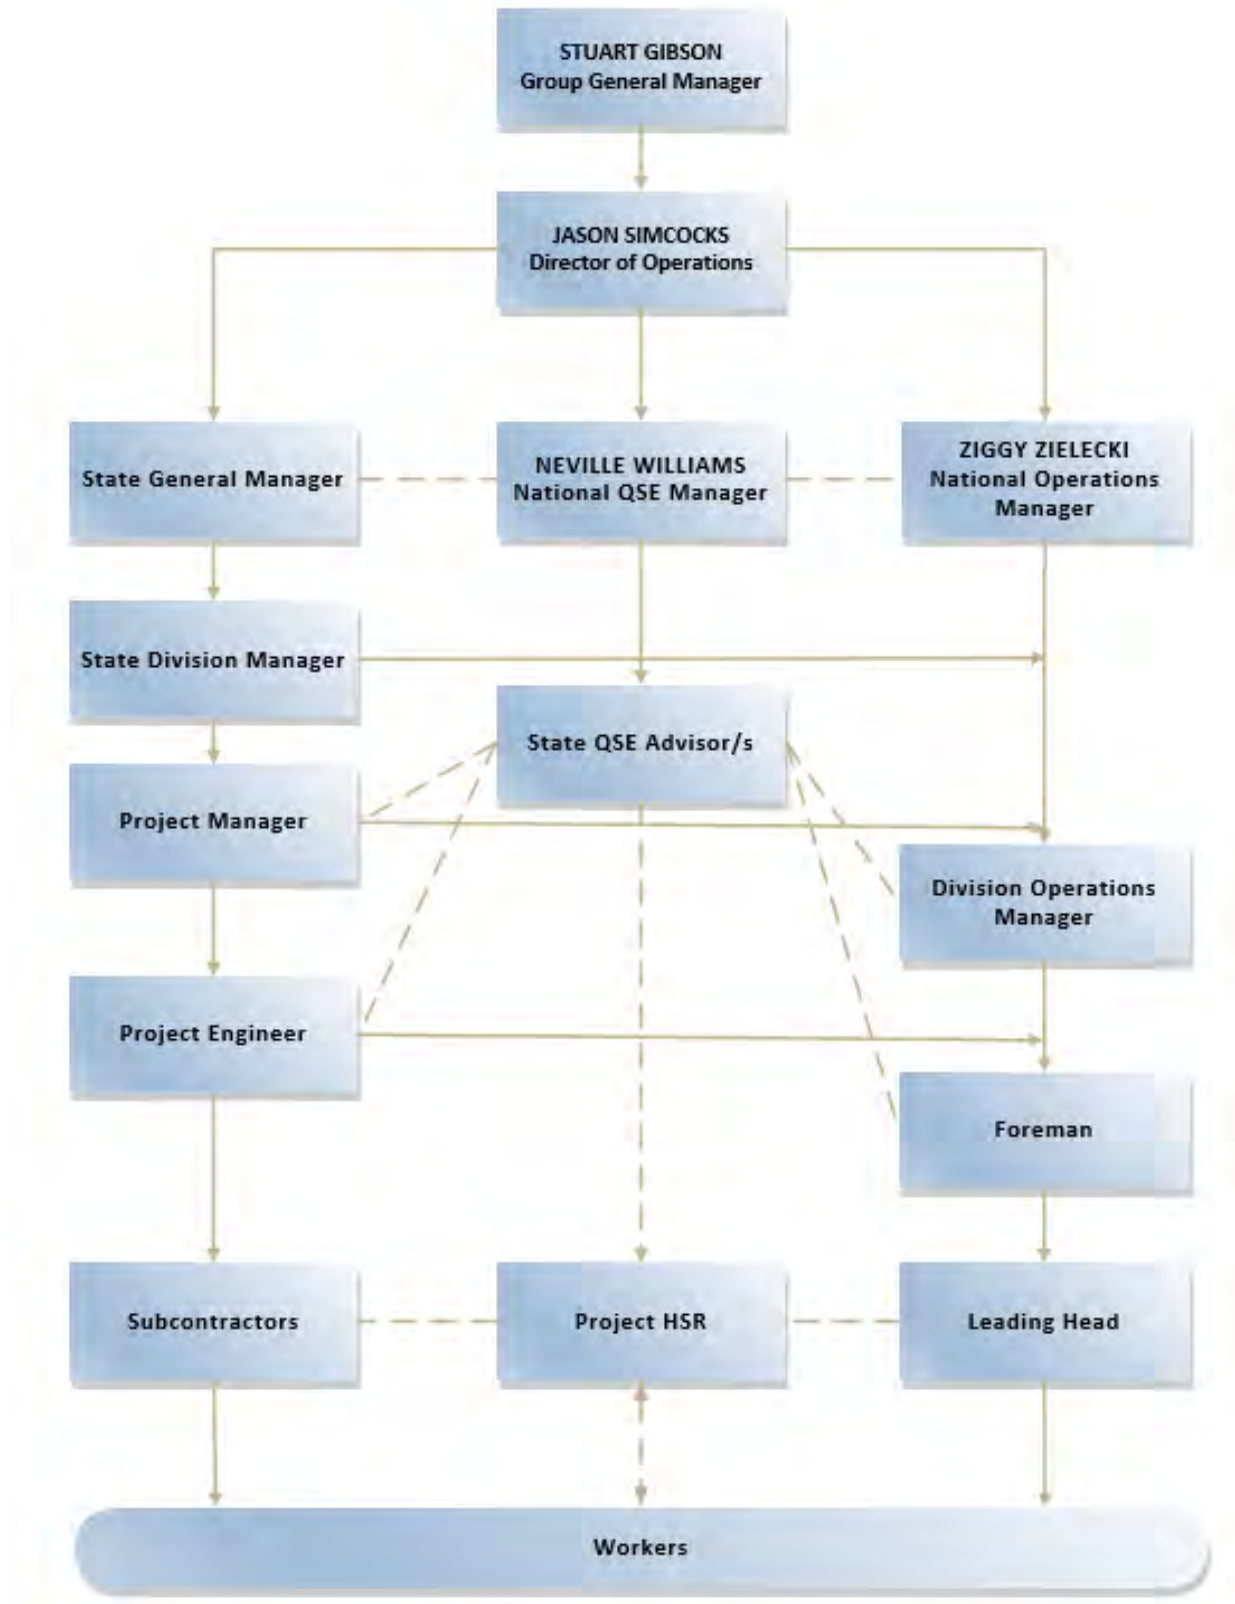 STUART GIBSON
Group General Manager
JASON SIMCOCKS
Director of Operations
State General Manager
NEVILLE WILLIAMS
National QSE Manager
ZIGGY ZIELECKI
National Operations
Manager
State Division Manager
State QSE Advisor/s
Project Manager
Division Operations
Manager
Project Engineer
Foreman
Subcontractors
Project HSR
Leading Head
Workers